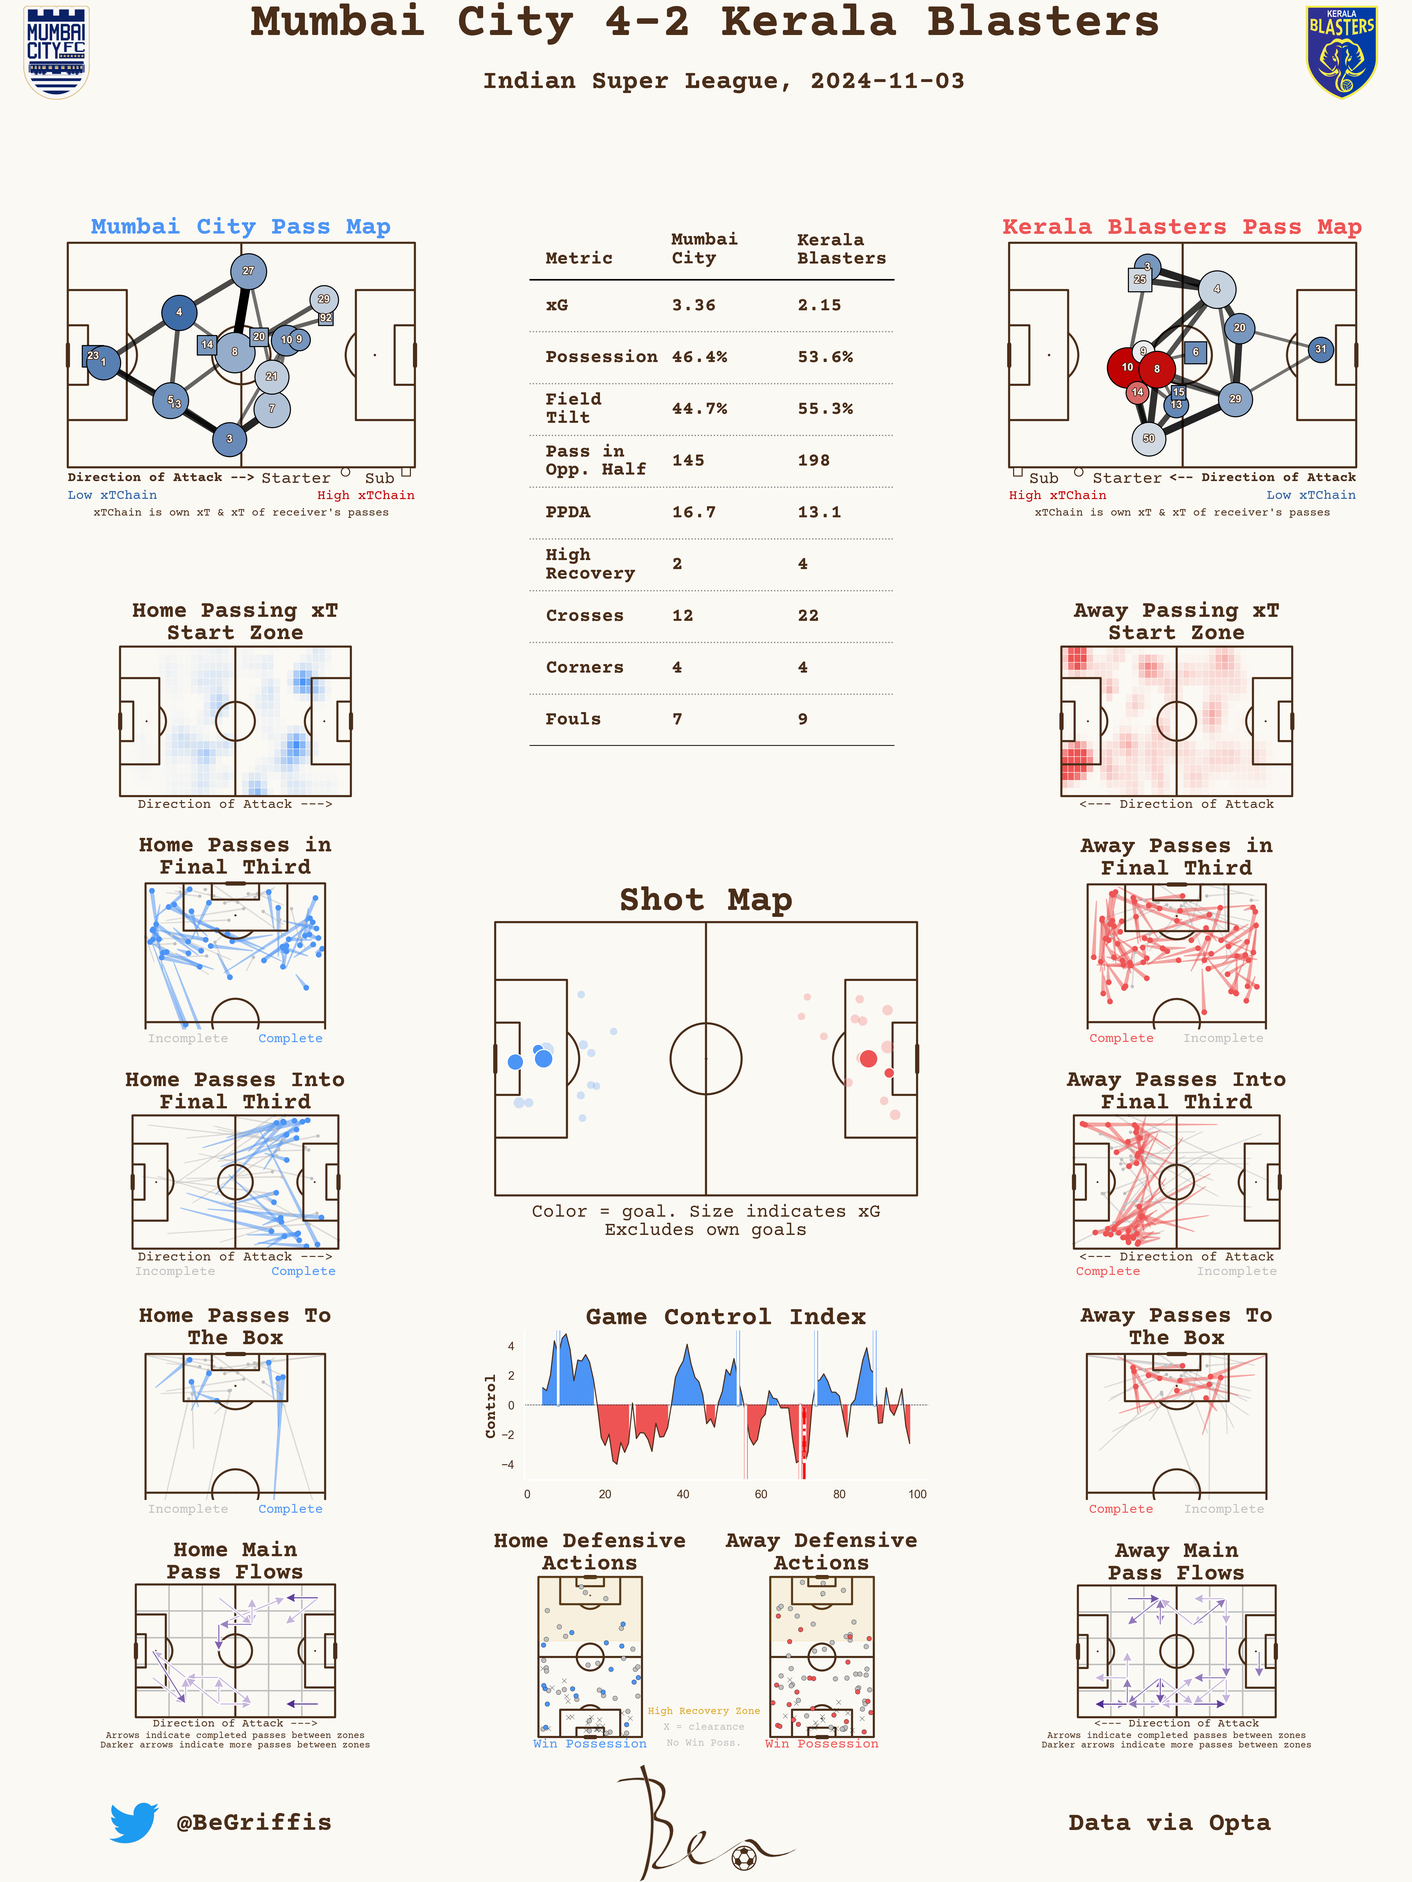 Mumbai City 4-2 Kerala Blasters
Indian Super League, 2024-11-03
MUMBAI
CITY FC
KERALA
BLASTERS
Mumbai City Pass Map
27
4
29
92
20
14
10
9
8
23
1
21
5
13
7
3
Direction of Attack --> Starter Sub
Low xTChain High xTChain
xTChain is own xT & xT of receiver's passes
Metric Mumbai City Kerala Blasters
xG 3.36 2.15
Possession 46.4% 53.6%
Field Tilt 44.7% 55.3%
Pass in Opp. Half 145 198
PPDA 16.7 13.1
High Recovery 2 4
Crosses 12 22
Corners 4 4
Fouls 7 9
Kerala Blasters Pass Map
3
25
4
20
9
6
31
10
8
14
15
13
29
50
Sub Starter <-- Direction of Attack
High xTChain Low xTChain
xTChain is own xT & xT of receiver's passes
Home Passing xT
Start Zone
Direction of Attack --->
Away Passing xT
Start Zone
<--- Direction of Attack
Home Passes in
Final Third
Incomplete Complete
Away Passes in
Final Third
Complete Incomplete
Shot Map
Color = goal. Size indicates xG
Excludes own goals
Home Passes Into
Final Third
Direction of Attack --->
Incomplete Complete
Away Passes Into
Final Third
<--- Direction of Attack
Complete Incomplete
Home Passes To
The Box
Incomplete Complete
Game Control Index
Control
4
2
0
−2
−4
0 20 40 60 80 100
Away Passes To
The Box
Complete Incomplete
Home Main
Pass Flows
Direction of Attack --->
Arrows indicate completed passes between zones
Darker arrows indicate more passes between zones
Home Defensive
Actions
Win Possession
Away Defensive
Actions
Win Possession
High Recovery Zone
X = clearance
No Win Poss.
Away Main
Pass Flows
<--- Direction of Attack
Arrows indicate completed passes between zones
Darker arrows indicate more passes between zones
@BeGriffis
Ben
Data via Opta